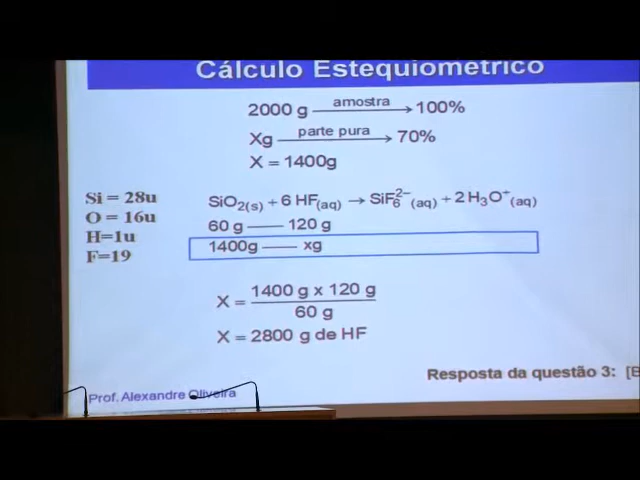 Cálculo Estequiométrico
2000 g —amostra→ 100%
Xg —parte pura→ 70%
X = 1400g
Si = 28u
O = 16u
H=1u
F=19
SiO2(s) + 6 HF(aq) → SiF6^2−(aq) + 2 H3O+(aq)
60 g —— 120 g
1400g —— xg
X = 1400 g x 120 g / 60 g
X = 2800 g de HF
Resposta da questão 3: [B
Prof. Alexandre Oliveira